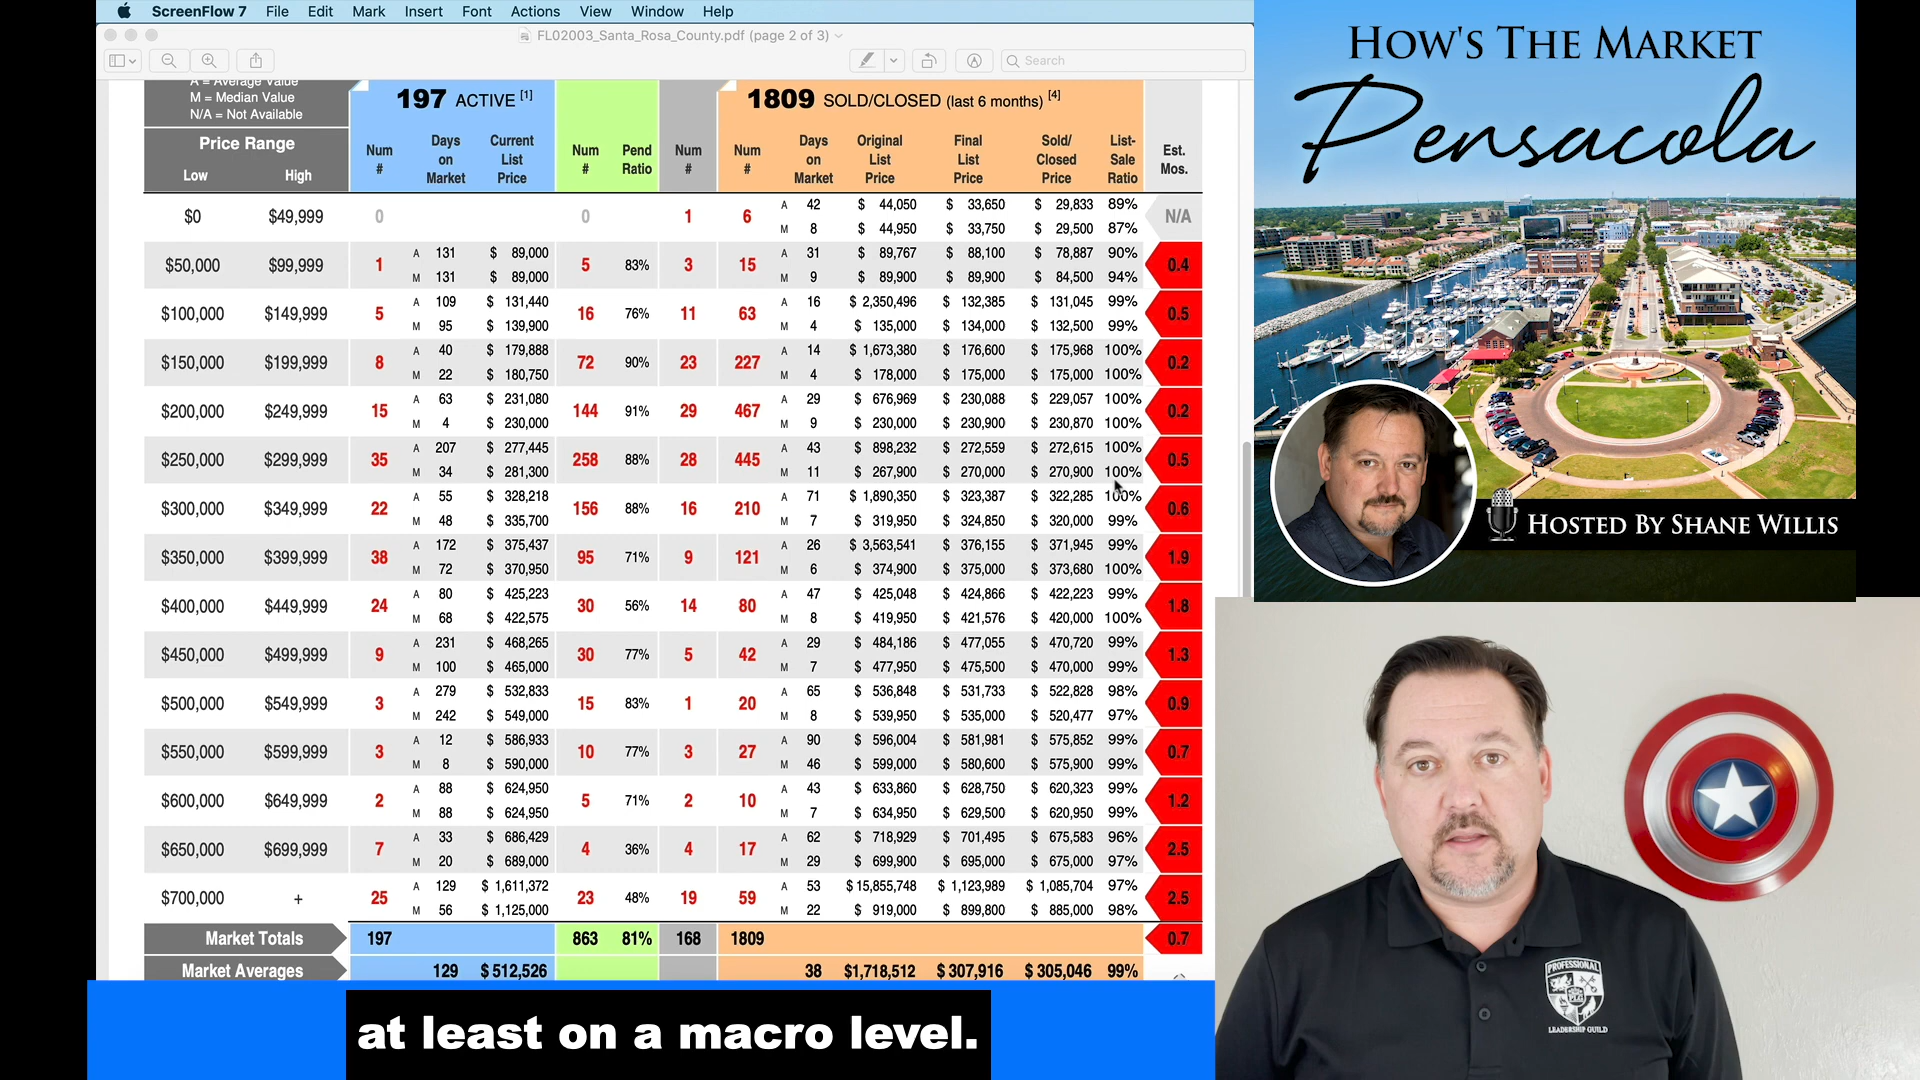 ScreenFlow 7 File Edit Mark Insert Font Actions View Window Help
FL02003_Santa_Rosa_County.pdf (page 2 of 3)
Search
A = Average Value
M = Median Value
N/A = Not Available
197 ACTIVE [1]
1809 SOLD/CLOSED (last 6 months) [4]
Price Range
Low High
Num # Days on Market Current List Price Num # Pend Ratio Num # Num # Days on Market Original List Price Final List Price Sold/Closed Price List-Sale Ratio Est. Mos.
$0 $49,999 0 0 1 6 A 42 $ 44,050 $ 33,650 $ 29,833 89% N/A
M 8 $ 44,950 $ 33,750 $ 29,500 87%
$50,000 $99,999 1 A 131 $ 89,000 5 83% 3 15 A 31 $ 89,767 $ 88,100 $ 78,887 90% 0.4
M 131 $ 89,000 M 9 $ 89,900 $ 89,900 $ 84,500 94%
$100,000 $149,999 5 A 109 $ 131,440 16 76% 11 63 A 16 $ 2,350,496 $ 132,385 $ 131,045 99% 0.5
M 95 $ 139,900 M 4 $ 135,000 $ 134,000 $ 132,500 99%
$150,000 $199,999 8 A 40 $ 179,888 72 90% 23 227 A 14 $ 1,673,380 $ 176,600 $ 175,968 100% 0.2
M 22 $ 180,750 M 4 $ 178,000 $ 175,000 $ 175,000 100%
$200,000 $249,999 15 A 63 $ 231,080 144 91% 29 467 A 29 $ 676,969 $ 230,088 $ 229,057 100% 0.2
M 4 $ 230,000 M 9 $ 230,000 $ 230,900 $ 230,870 100%
$250,000 $299,999 35 A 207 $ 277,445 258 88% 28 445 A 43 $ 898,232 $ 272,559 $ 272,615 100% 0.5
M 34 $ 281,300 M 11 $ 267,900 $ 270,000 $ 270,900 100%
$300,000 $349,999 22 A 55 $ 328,218 156 88% 16 210 A 71 $ 1,890,350 $ 323,387 $ 322,285 100% 0.6
M 48 $ 335,700 M 7 $ 319,950 $ 324,850 $ 320,000 99%
$350,000 $399,999 38 A 172 $ 375,437 95 71% 9 121 A 26 $ 3,563,541 $ 376,155 $ 371,945 99% 1.9
M 72 $ 370,950 M 6 $ 374,900 $ 375,000 $ 373,680 100%
$400,000 $449,999 24 A 80 $ 425,223 30 56% 14 80 A 47 $ 425,048 $ 424,866 $ 422,223 99% 1.8
M 68 $ 422,575 M 8 $ 419,950 $ 421,576 $ 420,000 100%
$450,000 $499,999 9 A 231 $ 468,265 30 77% 5 42 A 29 $ 484,186 $ 477,055 $ 470,720 99% 1.3
M 100 $ 465,000 M 7 $ 477,950 $ 475,500 $ 470,000 99%
$500,000 $549,999 3 A 279 $ 532,833 15 83% 1 20 A 65 $ 536,848 $ 531,733 $ 522,828 98% 0.9
M 242 $ 549,000 M 8 $ 539,950 $ 535,000 $ 520,477 97%
$550,000 $599,999 3 A 12 $ 586,933 10 77% 3 27 A 90 $ 596,004 $ 581,981 $ 575,852 99% 0.7
M 8 $ 590,000 M 46 $ 599,000 $ 580,600 $ 575,900 99%
$600,000 $649,999 2 A 88 $ 624,950 5 71% 2 10 A 43 $ 633,860 $ 628,750 $ 620,323 99% 1.2
M 88 $ 624,950 M 7 $ 634,950 $ 629,500 $ 620,950 99%
$650,000 $699,999 7 A 33 $ 686,429 4 36% 4 17 A 62 $ 718,929 $ 701,495 $ 675,583 96% 2.5
M 20 $ 689,000 M 29 $ 699,900 $ 695,000 $ 675,000 97%
$700,000 + 25 A 129 $ 1,611,372 23 48% 19 59 A 53 $ 15,855,748 $ 1,123,989 $ 1,085,704 97% 2.5
M 56 $ 1,125,000 M 22 $ 919,000 $ 899,800 $ 885,000 98%
Market Totals 197 863 81% 168 1809 0.7
Market Averages 129 $ 512,526 38 $1,718,512 $ 307,916 $ 305,046 99%
at least on a macro level.
HOW'S THE MARKET
Pensacola
HOSTED BY SHANE WILLIS
PROFESSIONAL
PLG
LEADERSHIP GUILD